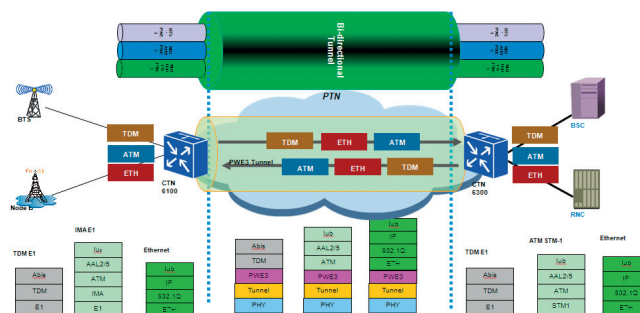 Bi-directional
Tunnel
PTN
BTS
TDM
ATM
ETH
Node B
CTN
6100
TDM
ETH
ATM
PWE3 Tunnel
ATM
ETH
TDM
CTN
6300
TDM
ATM
ETH
BSC
RNC
TDM E1
Abis
TDM
E1
IMA E1
Iub
AAL2/5
ATM
IMA
E1
Ethernet
Iub
IP
S32.1Q
ETH
Abis
TDM
PWE3
Tunnel
PHY
Iub
AAL2/5
ATM
PWE3
Tunnel
PHY
Iub
IP
S32.1Q
ETH
PWE3
Tunnel
PHY
TDM E1
Abis
TDM
E1
ATM STM-1
Iub
AAL2/5
ATM
STM1
Ethernet
Iub
IP
S32.1Q
ETH